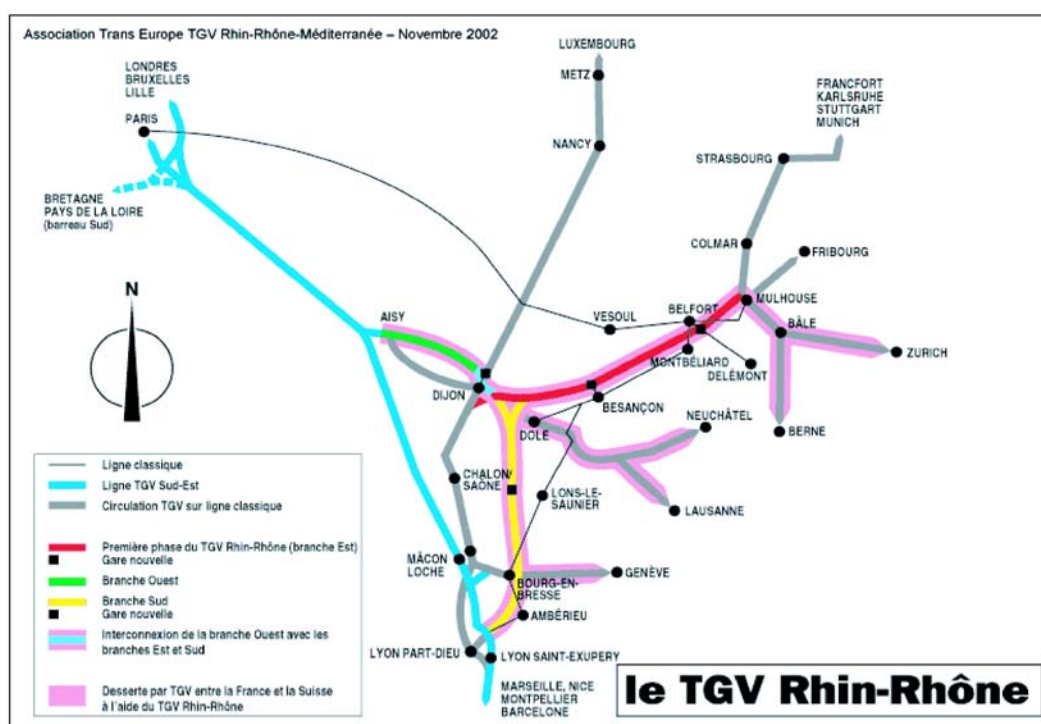 Association Trans Europe TGV Rhin-Rhône-Méditerranée – Novembre 2002
LUXEMBOURG
METZ
LONDRES
BRUXELLES
LILLE
PARIS
FRANCFORT
KARLSRUHE
STUTTGART
MUNICH
NANCY
STRASBOURG
BRETAGNE
PAYS DE LA LOIRE
(barreau Sud)
COLMAR
FRIBOURG
N
AISY
VESOUL
BELFORT
MULHOUSE
BÂLE
ZURICH
MONTBÉLIARD
DELÉMONT
DIJON
BESANÇON
NEUCHÂTEL
BERNE
DOLE
CHALON/
SAÔNE
LONS-LE-
SAUNIER
LAUSANNE
MÂCON
LOCHE
BOURG-EN-
BRESSE
GENÈVE
AMBÉRIEU
LYON PART-DIEU
LYON SAINT-EXUPERY
MARSEILLE, NICE
MONTPELLIER
BARCELONE
Ligne classique
Ligne TGV Sud-Est
Circulation TGV sur ligne classique
Première phase du TGV Rhin-Rhône (branche Est)
Gare nouvelle
Branche Ouest
Branche Sud
Gare nouvelle
Interconnexion de la branche Ouest avec les
branches Est et Sud
Desserte par TGV entre la France et la Suisse
à l'aide du TGV Rhin-Rhône
le TGV Rhin-Rhône